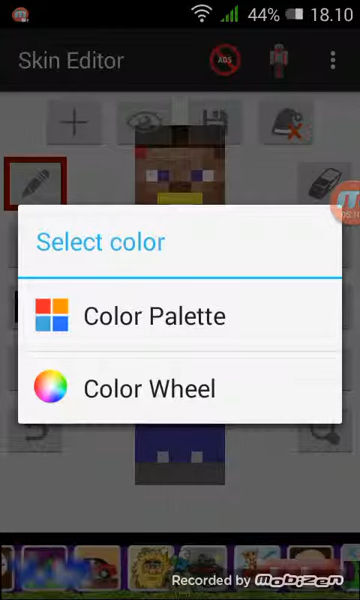 44% 18.10
Skin Editor
ADS
Select color
Color Palette
Color Wheel
Recorded by mobizen